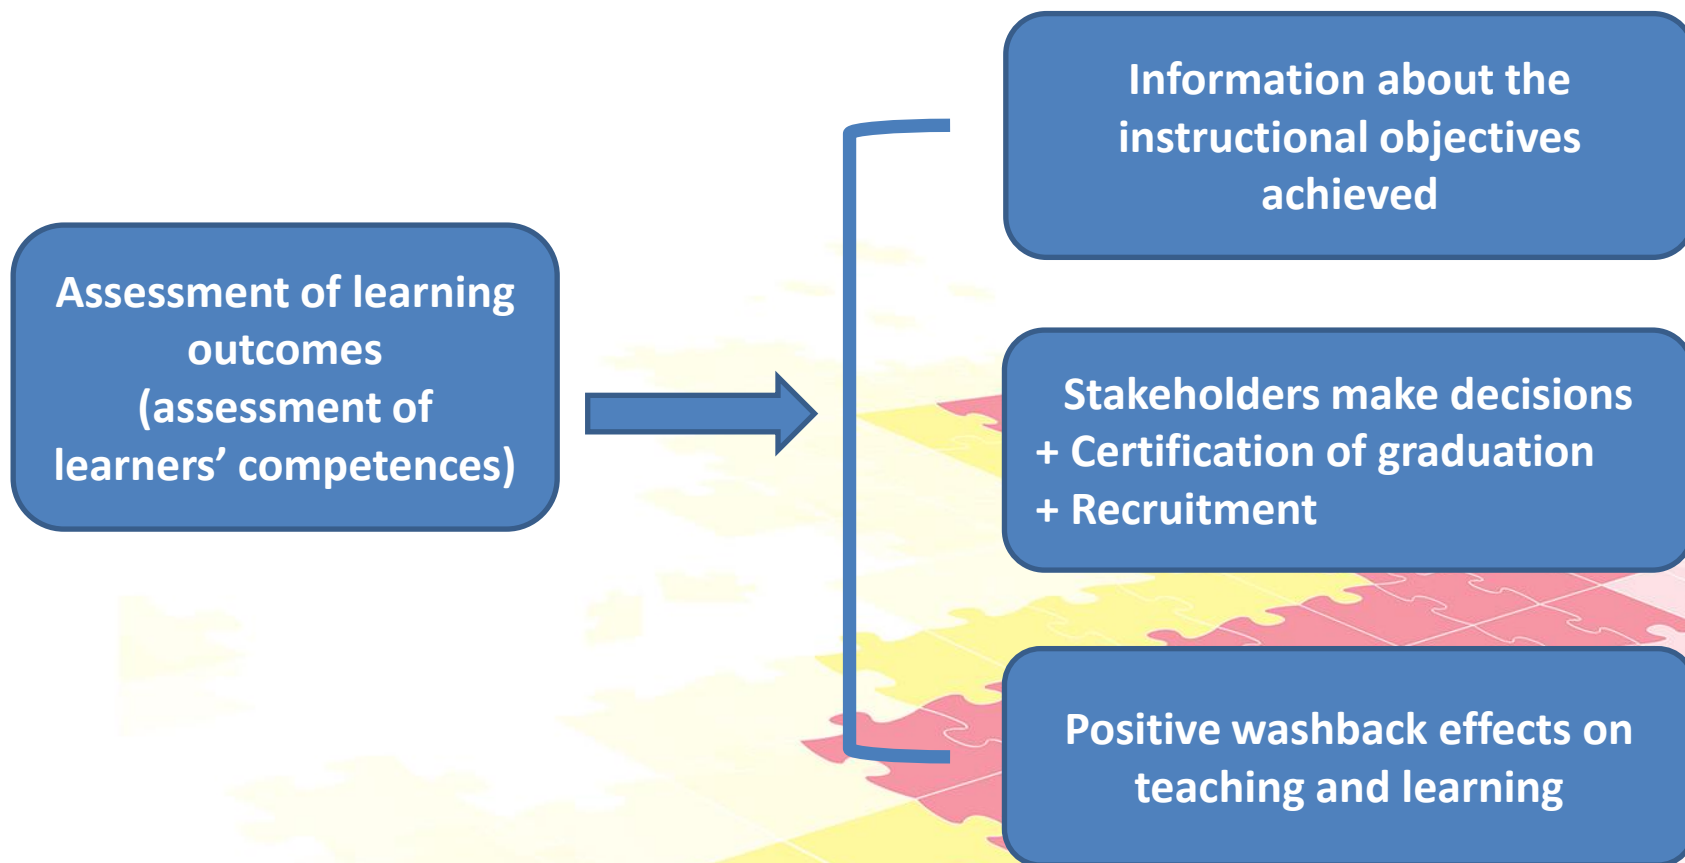 Information about the
instructional objectives
achieved
Assessment of learning
outcomes
(assessment of
learners’ competences)
Stakeholders make decisions
+ Certification of graduation
+ Recruitment
Positive washback effects on
teaching and learning